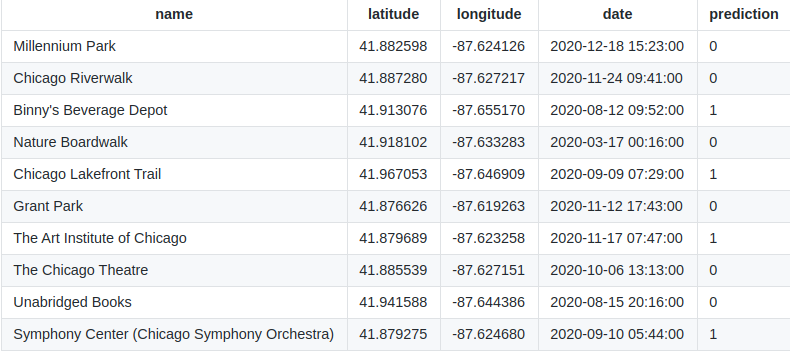 name latitude longitude date prediction
Millennium Park 41.882598 -87.624126 2020-12-18 15:23:00 0
Chicago Riverwalk 41.887280 -87.627217 2020-11-24 09:41:00 0
Binny's Beverage Depot 41.913076 -87.655170 2020-08-12 09:52:00 1
Nature Boardwalk 41.918102 -87.633283 2020-03-17 00:16:00 0
Chicago Lakefront Trail 41.967053 -87.646909 2020-09-09 07:29:00 1
Grant Park 41.876626 -87.619263 2020-11-12 17:43:00 0
The Art Institute of Chicago 41.879689 -87.623258 2020-11-17 07:47:00 1
The Chicago Theatre 41.885539 -87.627151 2020-10-06 13:13:00 0
Unabridged Books 41.941588 -87.644386 2020-08-15 20:16:00 0
Symphony Center (Chicago Symphony Orchestra) 41.879275 -87.624680 2020-09-10 05:44:00 1